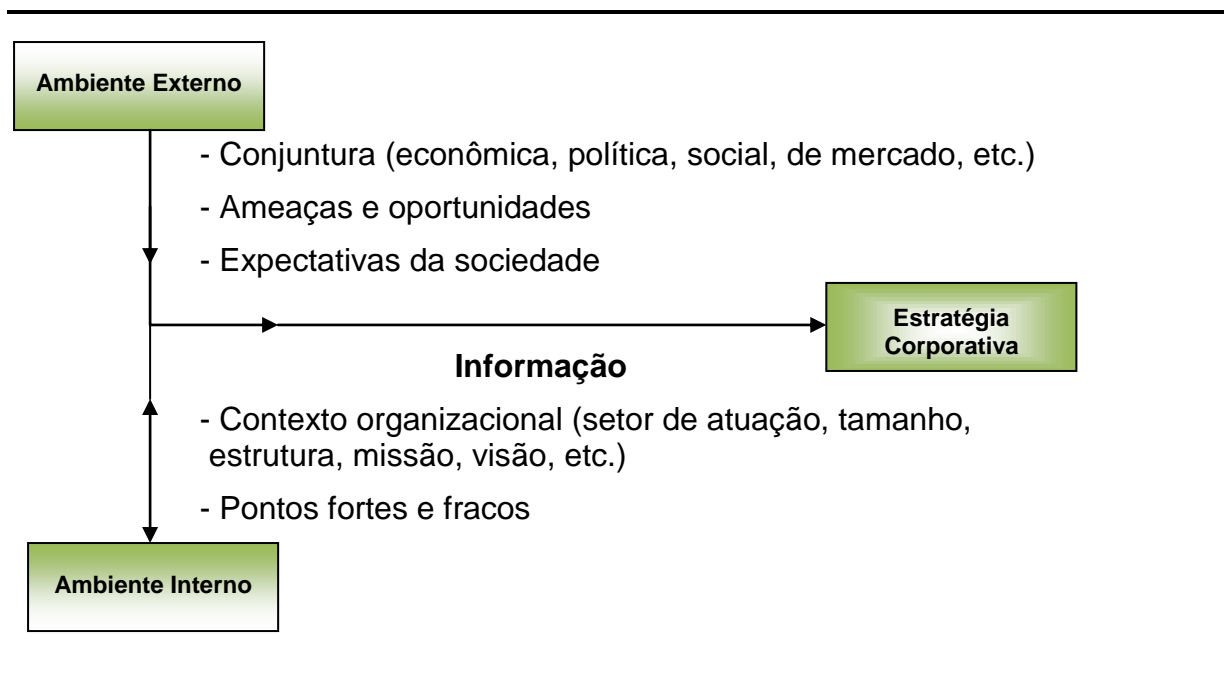 Ambiente Externo
- Conjuntura (econômica, política, social, de mercado, etc.)
- Ameaças e oportunidades
- Expectativas da sociedade
Estratégia
Corporativa
Informação
- Contexto organizacional (setor de atuação, tamanho,
estrutura, missão, visão, etc.)
- Pontos fortes e fracos
Ambiente Interno